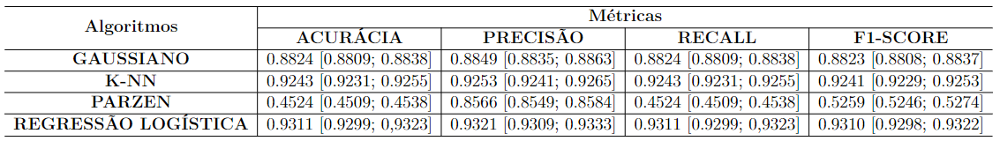 Algoritmos Métricas
ACURÁCIA PRECISÃO RECALL F1-SCORE
GAUSSIANO 0.8824 [0.8809; 0.8838] 0.8849 [0.8835; 0.8863] 0.8824 [0.8809; 0.8838] 0.8823 [0.8808; 0.8837]
K-NN 0.9243 [0.9231; 0.9255] 0.9253 [0.9241; 0.9265] 0.9243 [0.9231; 0.9255] 0.9241 [0.9229; 0.9253]
PARZEN 0.4524 [0.4509; 0.4538] 0.8566 [0.8549; 0.8584] 0.4524 [0.4509; 0.4538] 0.5259 [0.5246; 0.5274]
REGRESSÃO LOGÍSTICA 0.9311 [0.9299; 0,9323] 0.9321 [0.9309; 0.9333] 0.9311 [0.9299; 0,9323] 0.9310 [0.9298; 0.9322]